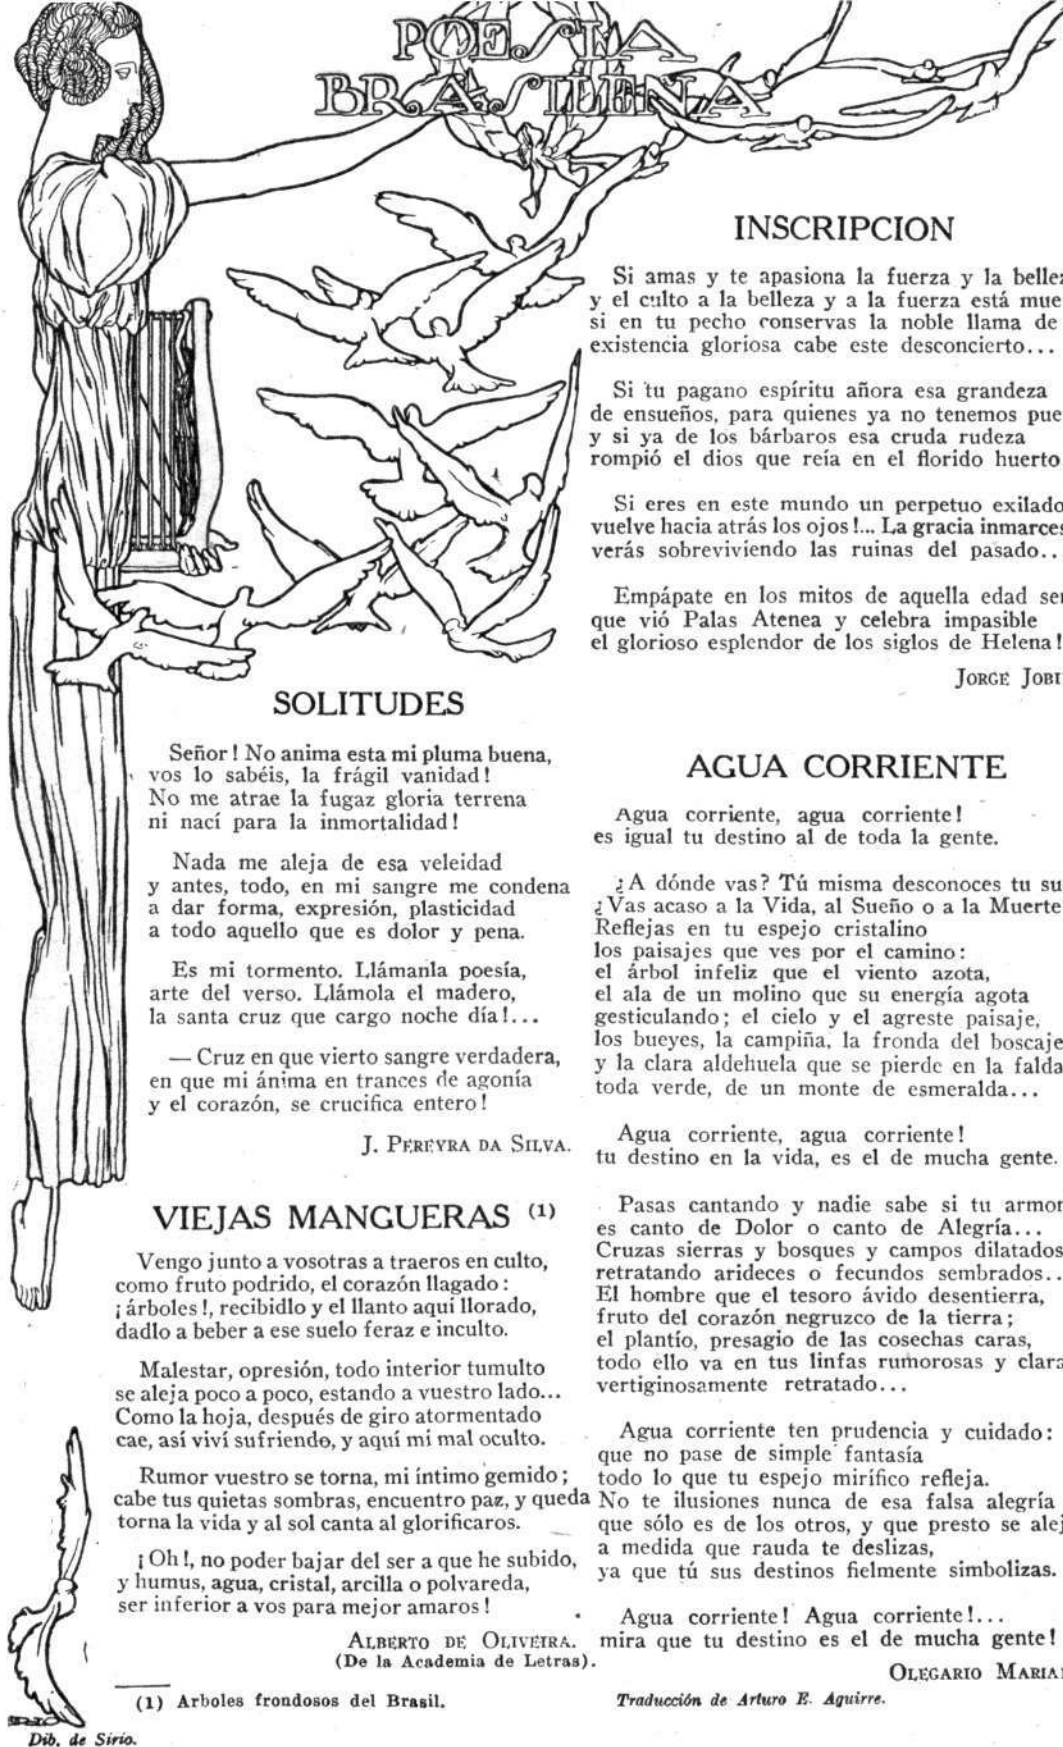 POESIA
BRASILEÑA
INSCRIPCION
Si amas y te apasiona la fuerza y la
y el culto a la belleza y a la fuerza está
si en tu pecho conservas la noble llama de
existencia gloriosa cabe este desconcierto...
Si tu pagano espíritu añora esa grandeza
de ensueños, para quienes ya no tenemos
y si ya de los bárbaros esa cruda rudeza
rompió el dios que reía en el florido huerto
Si eres en este mundo un perpetuo exilado
vuelve hacia atrás los ojos!... La gracia
verás sobreviviendo las ruinas del pasado..
Empápate en los mitos de aquella edad
que vió Palas Atenea y celebra impasible
el glorioso esplendor de los siglos de Helena!
JORGE
SOLITUDES
Señor! No anima esta mi pluma buena,
vos lo sabéis, la frágil vanidad!
No me atrae la fugaz gloria terrena
ni nací para la inmortalidad!
Nada me aleja de esa veleidad
y antes, todo, en mi sangre me condena
a dar forma, expresión, plasticidad
a todo aquello que es dolor y pena.
Es mi tormento. Llámanla poesía,
arte del verso. Llámola el madero,
la santa cruz que cargo noche día!...
— Cruz en que vierto sangre verdadera,
en que mi ánima en trances de agonía
y el corazón, se crucifica entero!
J. PEREYRA DA SILVA.
VIEJAS MANGUERAS (1)
Vengo junto a vosotras a traeros en culto,
como fruto podrido, el corazón llagado:
¡árboles!, recibidlo y el llanto aquí llorado,
dadlo a beber a ese suelo feraz e inculto.
Malestar, opresión, todo interior tumulto
se aleja poco a poco, estando a vuestro lado...
Como la hoja, después de giro atormentado
cae, así viví sufriendo, y aquí mi mal oculto.
Rumor vuestro se torna, mi íntimo gemido;
cabe tus quietas sombras, encuentro paz, y queda
torna la vida y al sol canta al glorificaros.
¡Oh!, no poder bajar del ser a que he subido,
y humus, agua, cristal, arcilla o polvareda,
ser inferior a vos para mejor amaros!
ALBERTO DE OLIVEIRA.
(De la Academia de Letras).
(1) Arboles frondosos del Brasil.
Dib. de Sirio.
AGUA CORRIENTE
Agua corriente, agua corriente!
es igual tu destino al de toda la gente.
¿A dónde vas? Tú misma desconoces tu
¿Vas acaso a la Vida, al Sueño o a la Muerte
Reflejas en tu espejo cristalino
los paisajes que ves por el camino:
el árbol infeliz que el viento azota,
el ala de un molino que su energía agota
gesticulando; el cielo y el agreste paisaje,
los bueyes, la campiña, la fronda del boscaje
y la clara aldehuela que se pierde en la falda
toda verde, de un monte de esmeralda...
Agua corriente, agua corriente!
tu destino en la vida, es el de mucha gente.
Pasas cantando y nadie sabe si tu
es canto de Dolor o canto de Alegría...
Cruzas sierras y bosques y campos dilatados
retratando arideces o fecundos sembrados..
El hombre que el tesoro ávido desentierra,
fruto del corazón negruzco de la tierra;
el plantío, presagio de las cosechas caras,
todo ello va en tus linfas rumorosas y
vertiginosamente retratado...
Agua corriente ten prudencia y cuidado:
que no pase de simple fantasía
todo lo que tu espejo mirífico refleja.
No te ilusiones nunca de esa falsa alegría
que sólo es de los otros, y que presto se
a medida que rauda te deslizas,
ya que tú sus destinos fielmente simbolizas.
Agua corriente! Agua corriente!...
mira que tu destino es el de mucha gente!
OLEGARIO
Traducción de Arturo E. Aguirre.